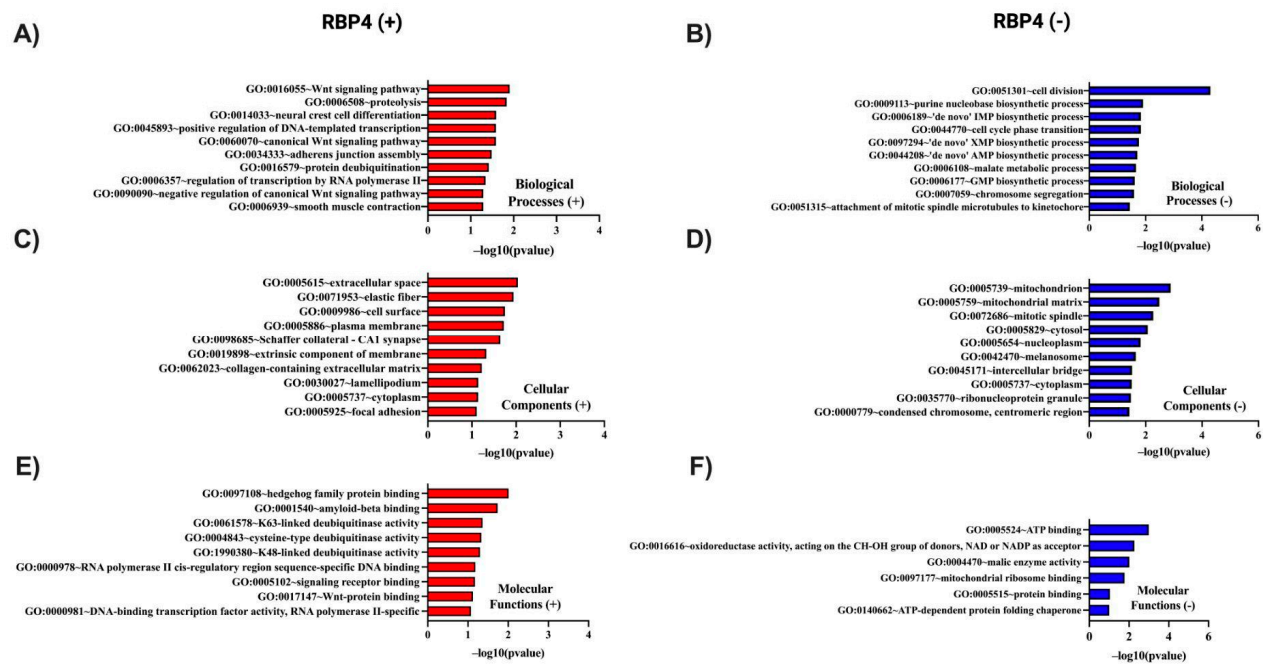 RBP4 (+)
RBP4 (-)
A)
GO:0016055~Wnt signaling pathway
GO:0006508~proteolysis
GO:0014033~neural crest cell differentiation
GO:0045893~positive regulation of DNA-templated transcription
GO:0060070~canonical Wnt signaling pathway
GO:0034333~adherens junction assembly
GO:0016579~protein deubiquitination
GO:0006357~regulation of transcription by RNA polymerase II
GO:0090090~negative regulation of canonical Wnt signaling pathway
GO:0006939~smooth muscle contraction
Biological
Processes (+)
0 1 2 3 4
–log10(pvalue)
B)
GO:0051301~cell division
GO:0009113~purine nucleobase biosynthetic process
GO:0006189~'de novo' IMP biosynthetic process
GO:0044770~cell cycle phase transition
GO:0097294~'de novo' XMP biosynthetic process
GO:0044208~'de novo' AMP biosynthetic process
GO:0006108~malate metabolic process
GO:0006177~GMP biosynthetic process
GO:0007059~chromosome segregation
GO:0051315~attachment of mitotic spindle microtubules to kinetochore
Biological
Processes (-)
0 2 4 6
–log10(pvalue)
C)
GO:0005615~extracellular space
GO:0071953~elastic fiber
GO:0009986~cell surface
GO:0005886~plasma membrane
GO:0098685~Schaffer collateral - CA1 synapse
GO:0019898~extrinsic component of membrane
GO:0062023~collagen-containing extracellular matrix
GO:0030027~lamellipodium
GO:0005737~cytoplasm
GO:0005925~focal adhesion
Cellular
Components (+)
0 1 2 3 4
–log10(pvalue)
D)
GO:0005739~mitochondrion
GO:0005759~mitochondrial matrix
GO:0072686~mitotic spindle
GO:0005829~cytosol
GO:0005654~nucleoplasm
GO:0042470~melanosome
GO:0045171~intercellular bridge
GO:0005737~cytoplasm
GO:0035770~ribonucleoprotein granule
GO:0000779~condensed chromosome, centromeric region
Cellular
Components (-)
0 2 4 6
–log10(pvalue)
E)
GO:0097108~hedgehog family protein binding
GO:0001540~amyloid-beta binding
GO:0061578~K63-linked deubiquitinase activity
GO:0004843~cysteine-type deubiquitinase activity
GO:1990380~K48-linked deubiquitinase activity
GO:0000978~RNA polymerase II cis-regulatory region sequence-specific DNA binding
GO:0005102~signaling receptor binding
GO:0017147~Wnt-protein binding
GO:0000981~DNA-binding transcription factor activity, RNA polymerase II-specific
Molecular
Functions (+)
0 1 2 3 4
–log10(pvalue)
F)
GO:0005524~ATP binding
GO:0016616~oxidoreductase activity, acting on the CH-OH group of donors, NAD or NADP as acceptor
GO:0004470~malic enzyme activity
GO:0097177~mitochondrial ribosome binding
GO:0005515~protein binding
GO:0140662~ATP-dependent protein folding chaperone
Molecular
Functions (-)
0 2 4 6
–log10(pvalue)